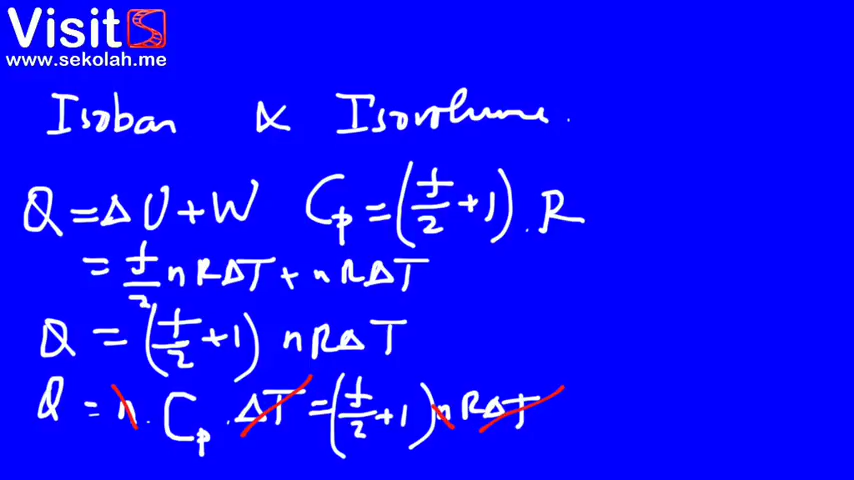 VisitS
www.sekolah.me
Isobar & Isovolume.
Q = ΔU + W Cp = (f/2 + 1) . R
= f/2 nRΔT + nRΔT
Q = (f/2 + 1) nRΔT
Q = n . Cp . ΔT = (f/2 + 1) nRΔT